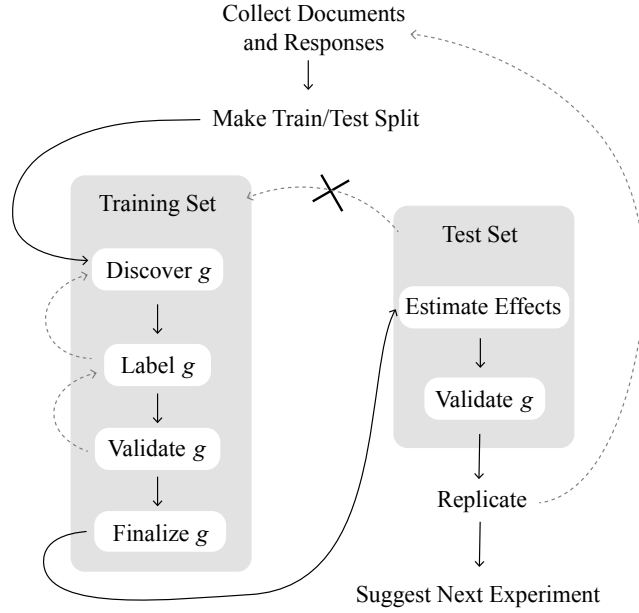 Collect Documents
and Responses
Make Train/Test Split
Training Set
Discover g
Label g
Validate g
Finalize g
Test Set
Estimate Effects
Validate g
Replicate
Suggest Next Experiment